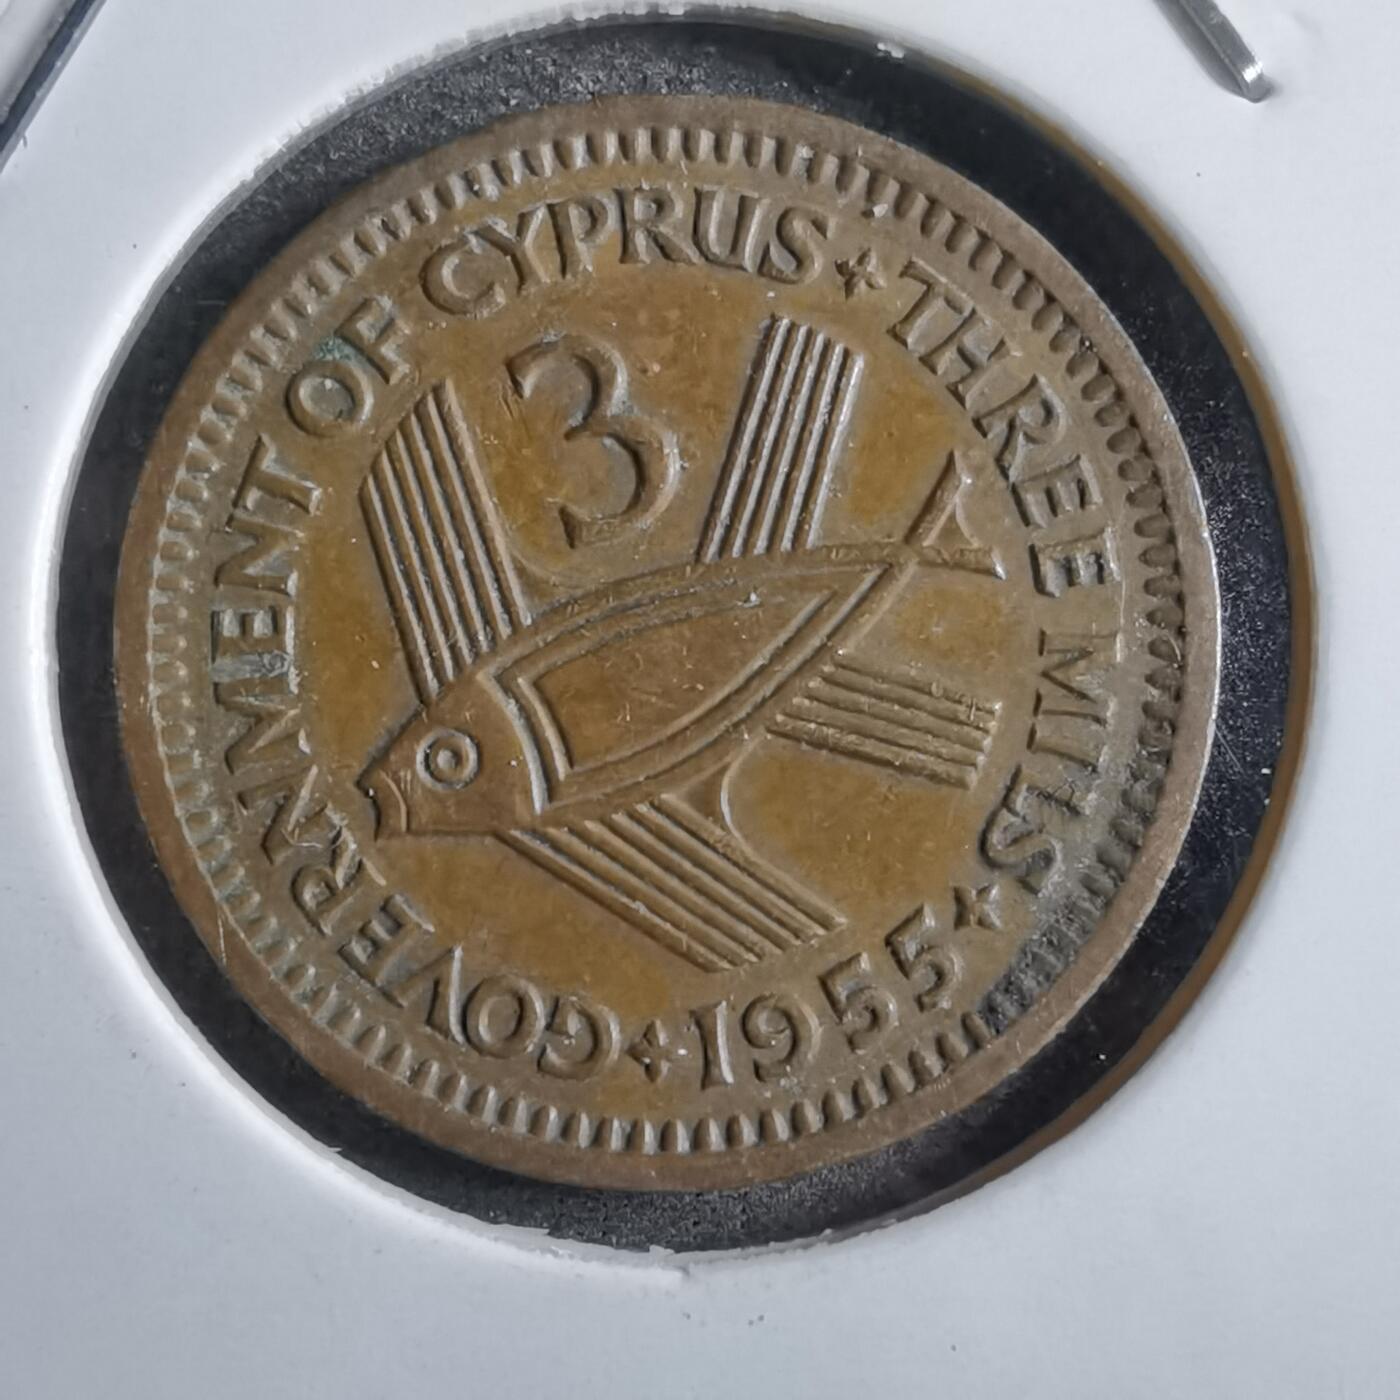 GOVERNMENT OF CYPRUS
THREE MILS
1955
3